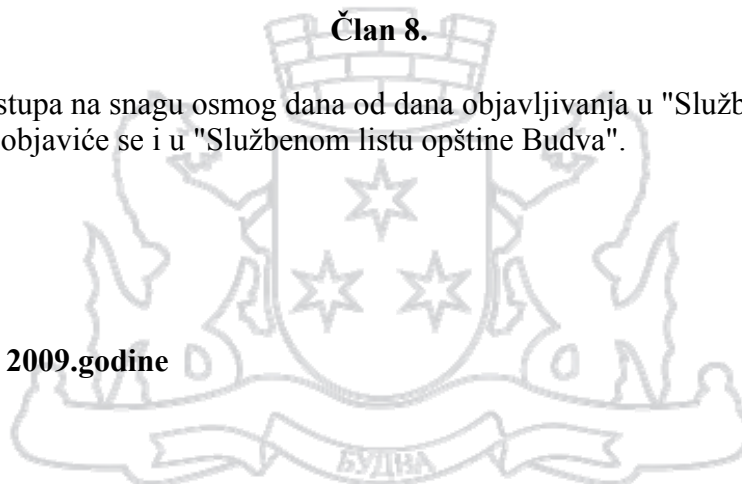 Član 8.
stupa na snagu osmog dana od dana objavljivanja u "Služb
objaviće se i u "Službenom listu opštine Budva".
2009.godine
БУДНА